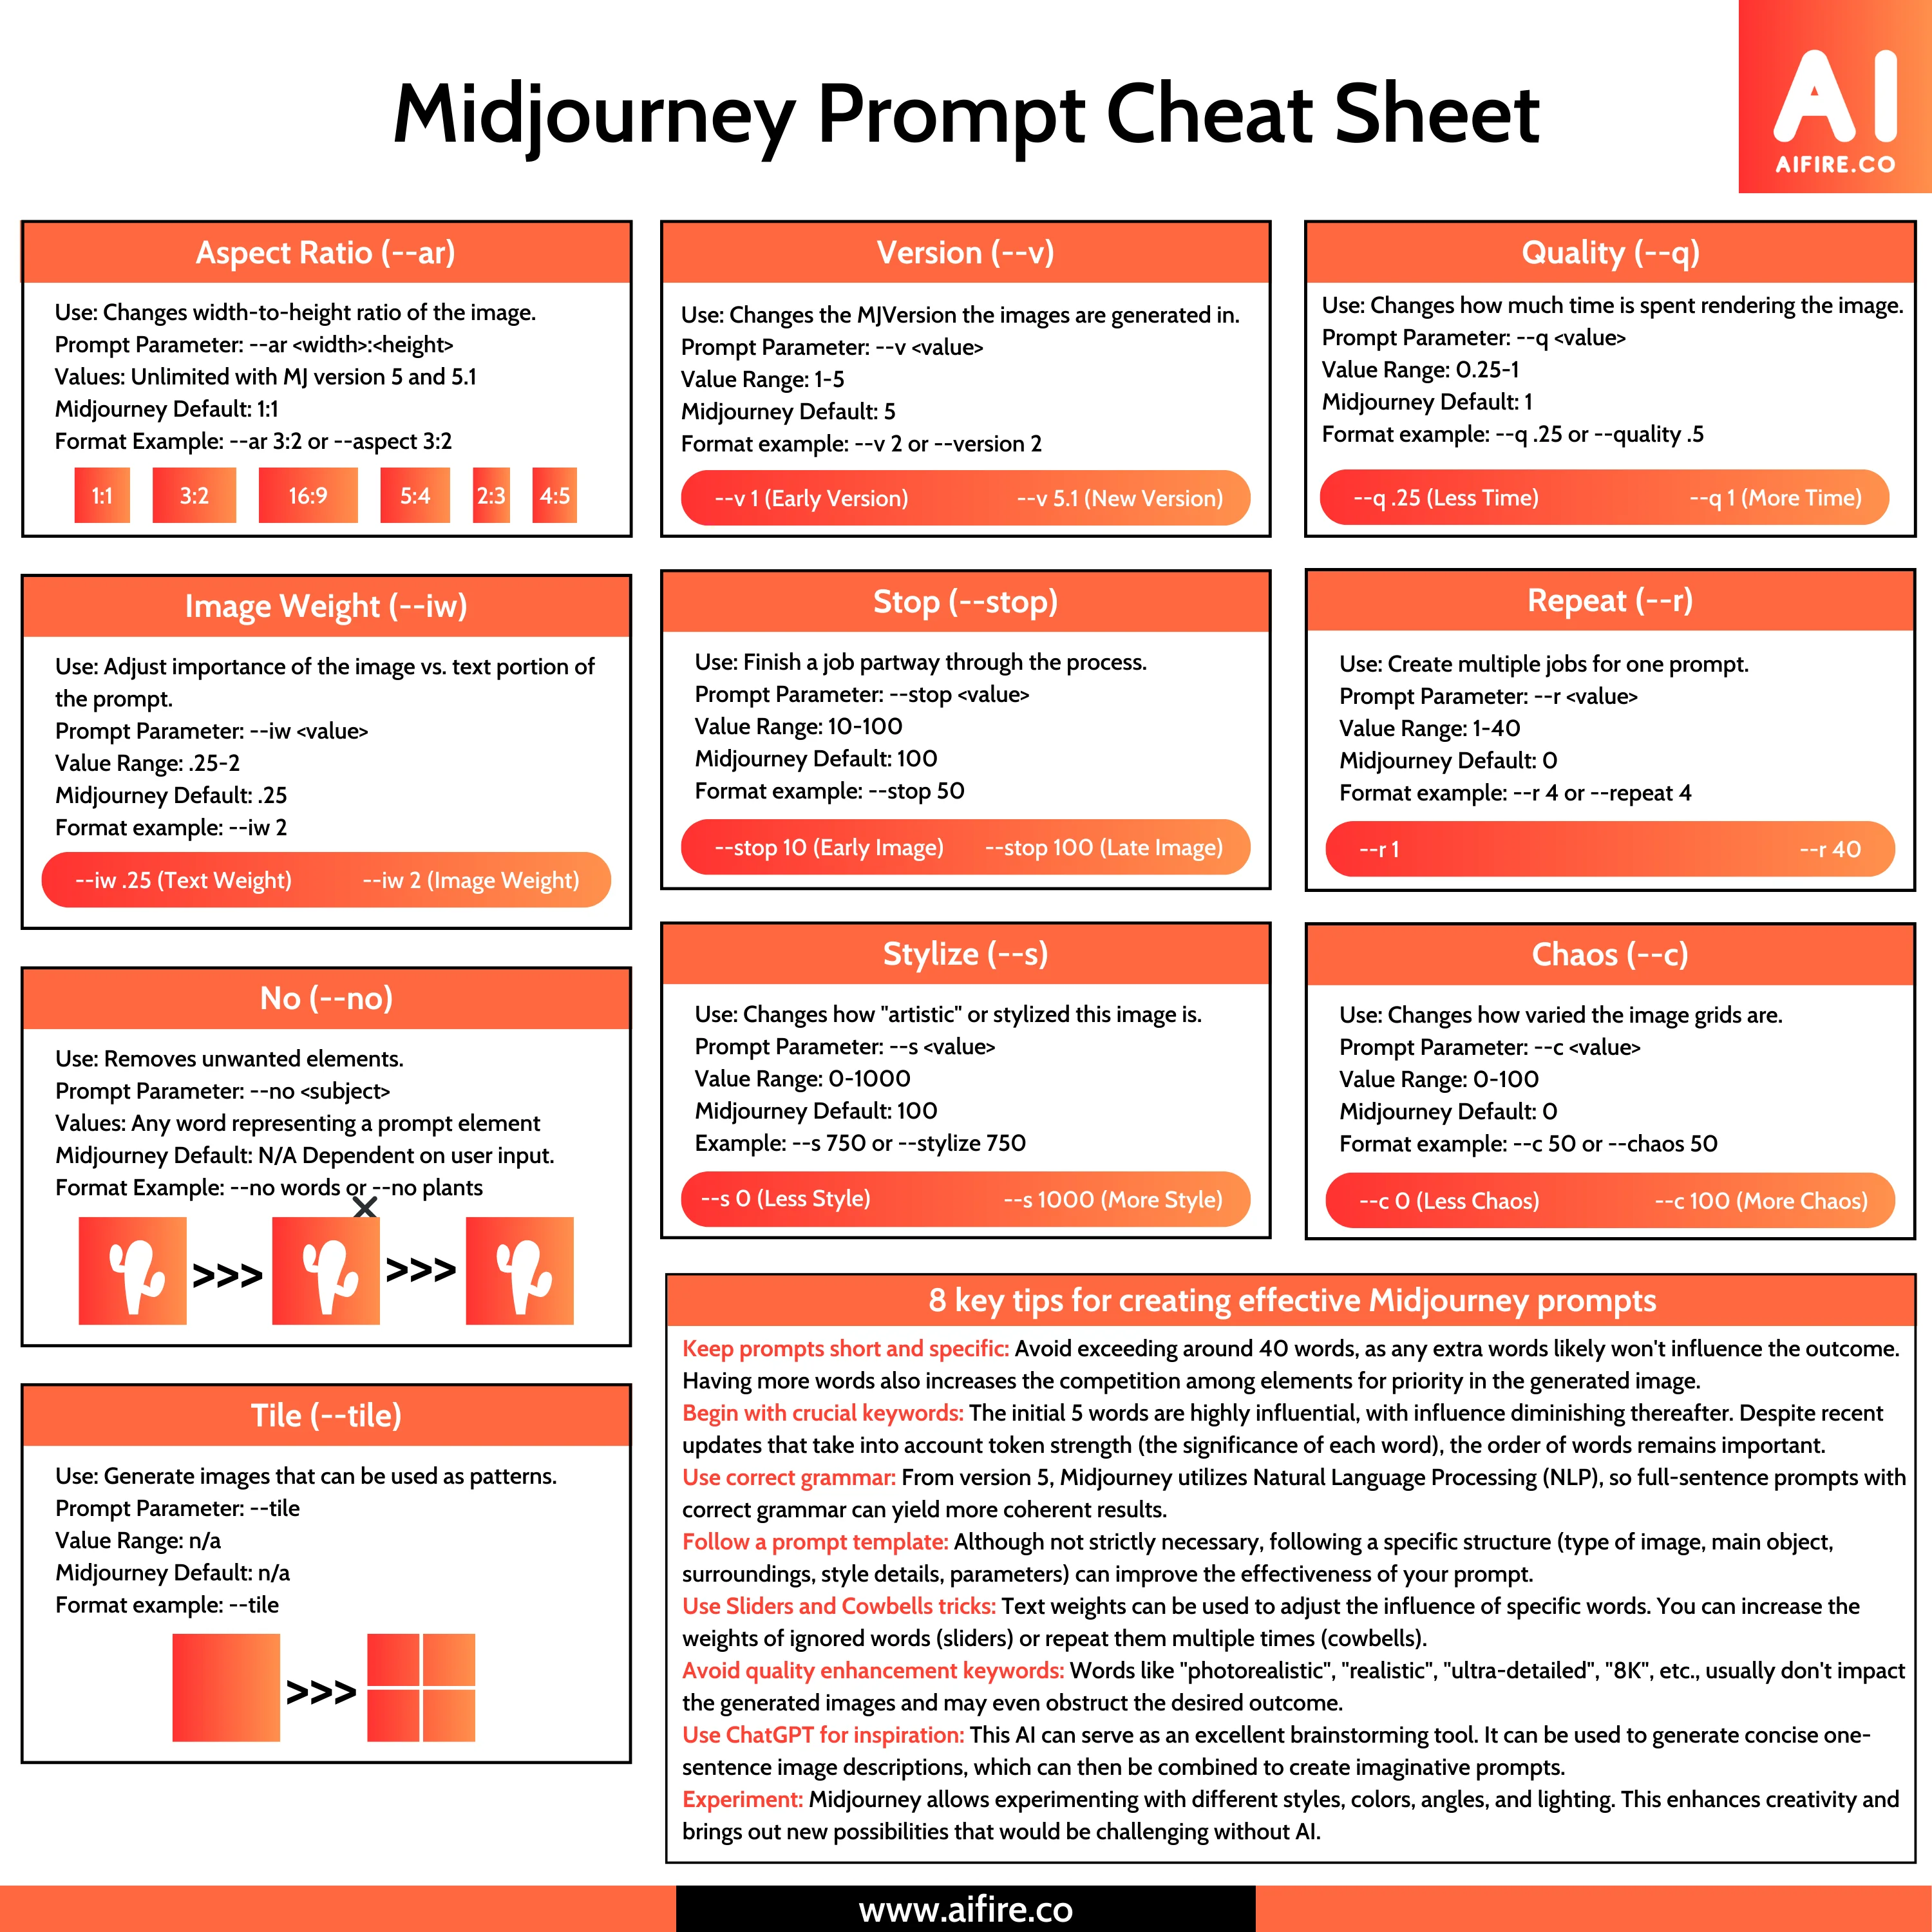 Midjourney Prompt Cheat Sheet
AI
AIFIRE.CO
Aspect Ratio (--ar)
Use: Changes width-to-height ratio of the image.
Prompt Parameter: --ar <width>:<height>
Values: Unlimited with MJ version 5 and 5.1
Midjourney Default: 1:1
Format Example: --ar 3:2 or --aspect 3:2
1:1 3:2 16:9 5:4 2:3 4:5
Version (--v)
Use: Changes the MJVersion the images are generated in.
Prompt Parameter: --v <value>
Value Range: 1-5
Midjourney Default: 5
Format example: --v 2 or --version 2
--v 1 (Early Version) --v 5.1 (New Version)
Quality (--q)
Use: Changes how much time is spent rendering the image.
Prompt Parameter: --q <value>
Value Range: 0.25-1
Midjourney Default: 1
Format example: --q .25 or --quality .5
--q .25 (Less Time) --q 1 (More Time)
Image Weight (--iw)
Use: Adjust importance of the image vs. text portion of
the prompt.
Prompt Parameter: --iw <value>
Value Range: .25-2
Midjourney Default: .25
Format example: --iw 2
--iw .25 (Text Weight) --iw 2 (Image Weight)
Stop (--stop)
Use: Finish a job partway through the process.
Prompt Parameter: --stop <value>
Value Range: 10-100
Midjourney Default: 100
Format example: --stop 50
--stop 10 (Early Image) --stop 100 (Late Image)
Repeat (--r)
Use: Create multiple jobs for one prompt.
Prompt Parameter: --r <value>
Value Range: 1-40
Midjourney Default: 0
Format example: --r 4 or --repeat 4
--r 1 --r 40
No (--no)
Use: Removes unwanted elements.
Prompt Parameter: --no <subject>
Values: Any word representing a prompt element
Midjourney Default: N/A Dependent on user input.
Format Example: --no words or --no plants
>>> >>>
Stylize (--s)
Use: Changes how "artistic" or stylized this image is.
Prompt Parameter: --s <value>
Value Range: 0-1000
Midjourney Default: 100
Example: --s 750 or --stylize 750
--s 0 (Less Style) --s 1000 (More Style)
Chaos (--c)
Use: Changes how varied the image grids are.
Prompt Parameter: --c <value>
Value Range: 0-100
Midjourney Default: 0
Format example: --c 50 or --chaos 50
--c 0 (Less Chaos) --c 100 (More Chaos)
Tile (--tile)
Use: Generate images that can be used as patterns.
Prompt Parameter: --tile
Value Range: n/a
Midjourney Default: n/a
Format example: --tile
>>>
8 key tips for creating effective Midjourney prompts
Keep prompts short and specific: Avoid exceeding around 40 words, as any extra words likely won't influence the outcome.
Having more words also increases the competition among elements for priority in the generated image.
Begin with crucial keywords: The initial 5 words are highly influential, with influence diminishing thereafter. Despite recent
updates that take into account token strength (the significance of each word), the order of words remains important.
Use correct grammar: From version 5, Midjourney utilizes Natural Language Processing (NLP), so full-sentence prompts with
correct grammar can yield more coherent results.
Follow a prompt template: Although not strictly necessary, following a specific structure (type of image, main object,
surroundings, style details, parameters) can improve the effectiveness of your prompt.
Use Sliders and Cowbells tricks: Text weights can be used to adjust the influence of specific words. You can increase the
weights of ignored words (sliders) or repeat them multiple times (cowbells).
Avoid quality enhancement keywords: Words like "photorealistic", "realistic", "ultra-detailed", "8K", etc., usually don't impact
the generated images and may even obstruct the desired outcome.
Use ChatGPT for inspiration: This AI can serve as an excellent brainstorming tool. It can be used to generate concise one-
sentence image descriptions, which can then be combined to create imaginative prompts.
Experiment: Midjourney allows experimenting with different styles, colors, angles, and lighting. This enhances creativity and
brings out new possibilities that would be challenging without AI.
www.aifire.co